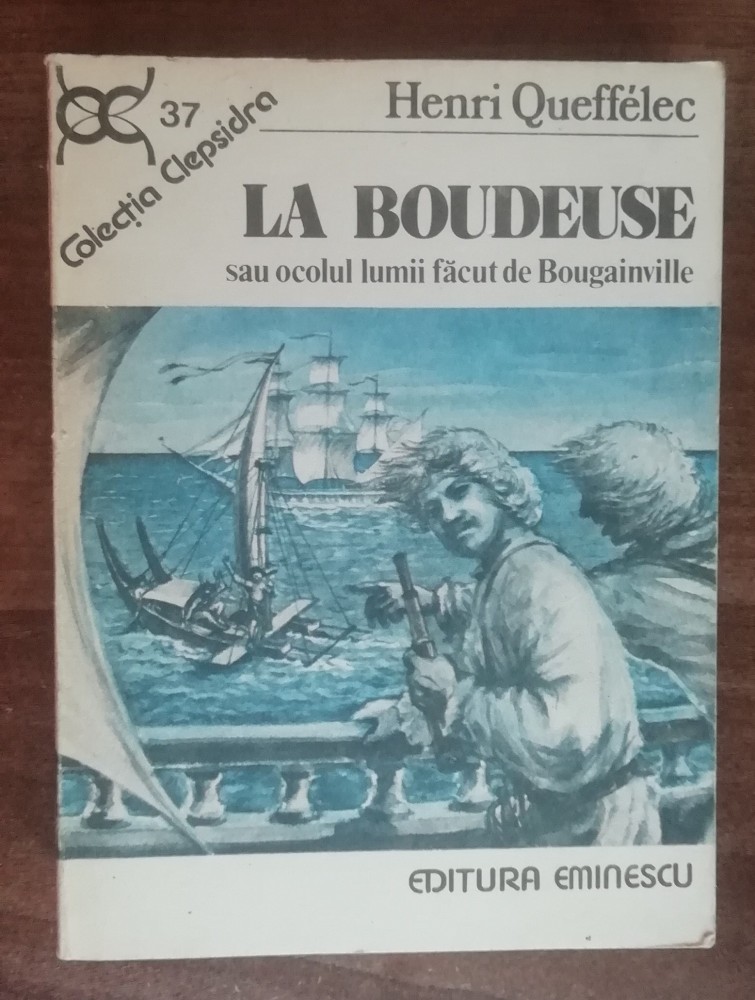 37
Colecția Clepsidra
Henri Queffélec
LA BOUDEUSE
sau ocolul lumii făcut de Bougainville
EDITURA EMINESCU